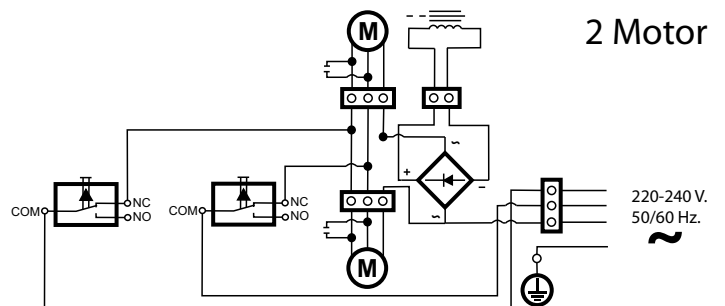 2 Motor
M
+
~
−
COM
NC
NO
COM
NC
NO
~
M
220-240 V.
50/60 Hz.
~